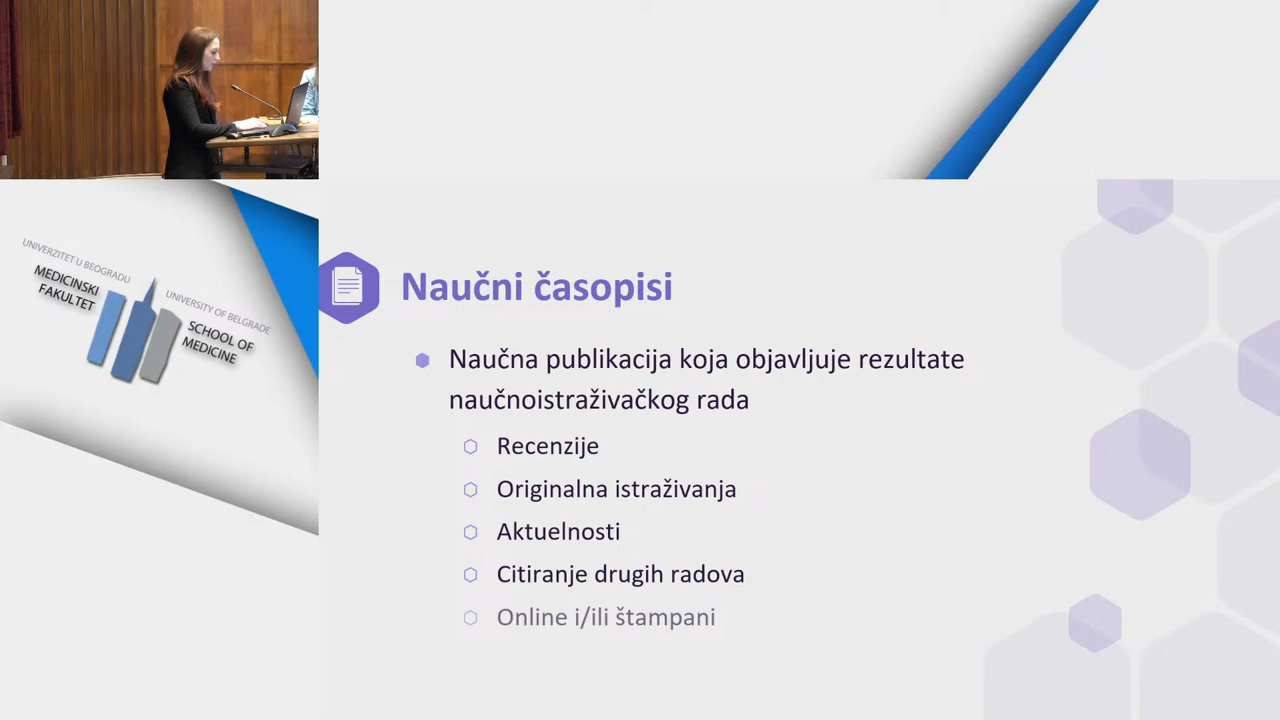 UNIVERZITET U BEOGRADU
MEDICINSKI
FAKULTET
UNIVERSITY OF BELGRADE
SCHOOL OF
MEDICINE
Naučni časopisi
Naučna publikacija koja objavljuje rezultate
naučnoistraživačkog rada
Recenzije
Originalna istraživanja
Aktuelnosti
Citiranje drugih radova
Online i/ili štampani